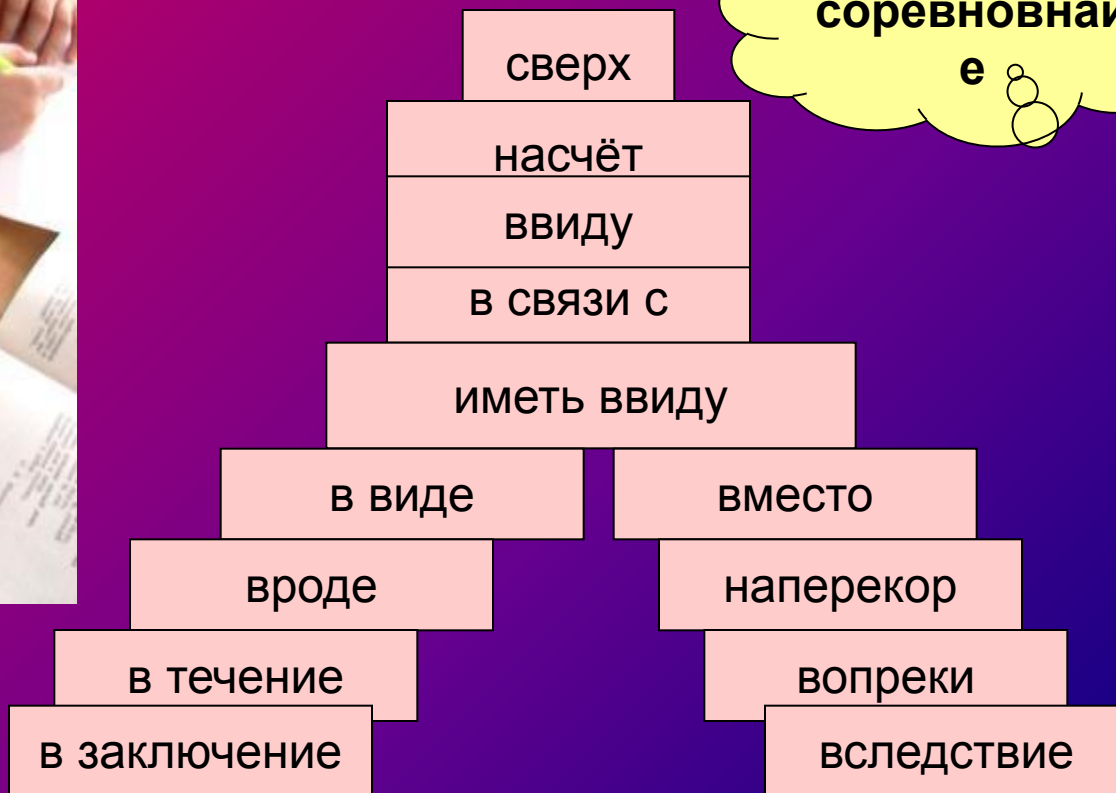 соревновнаи
е
сверх
насчёт
ввиду
в связи с
иметь ввиду
в виде
вместо
вроде
наперекор
в течение
вопреки
в заключение
вследствие